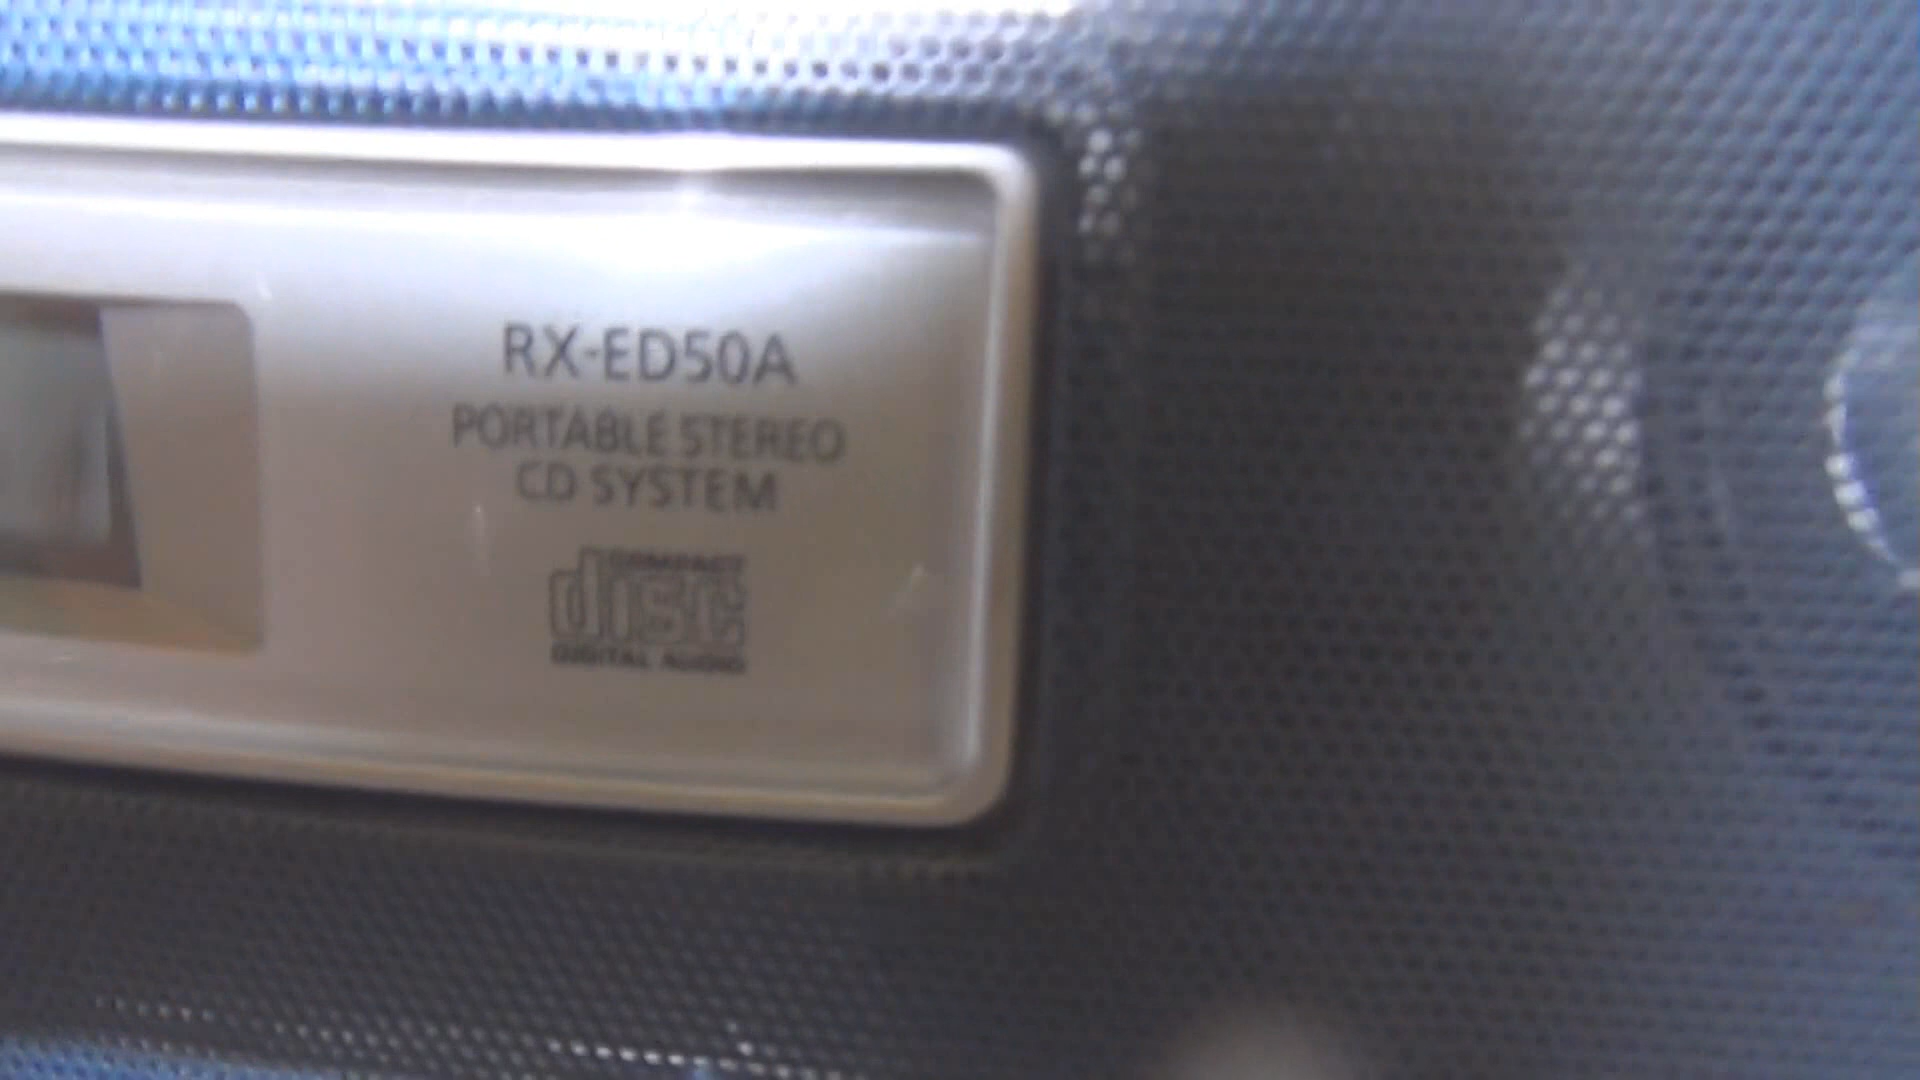 RX-ED50A
PORTABLE STEREO
CD SYSTEM
COMPACT
disc
DIGITAL AUDIO